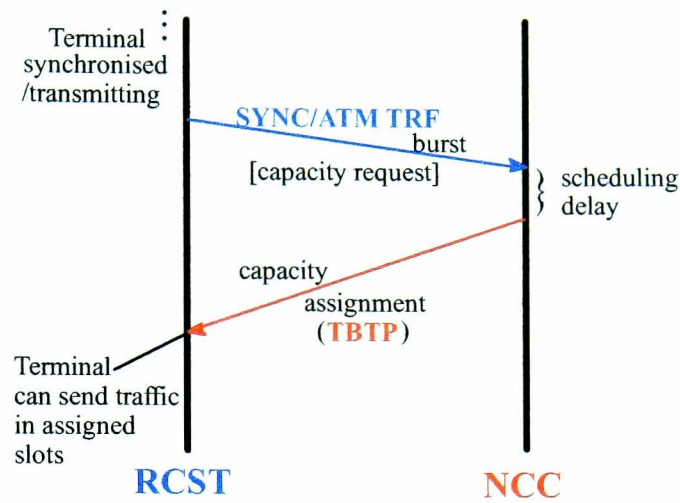 Terminal
synchronised
/transmitting
SYNC/ATM TRF
burst
[capacity request]
scheduling
delay
capacity
assignment
(TBTP)
Terminal
can send traffic
in assigned
slots
RCST
NCC